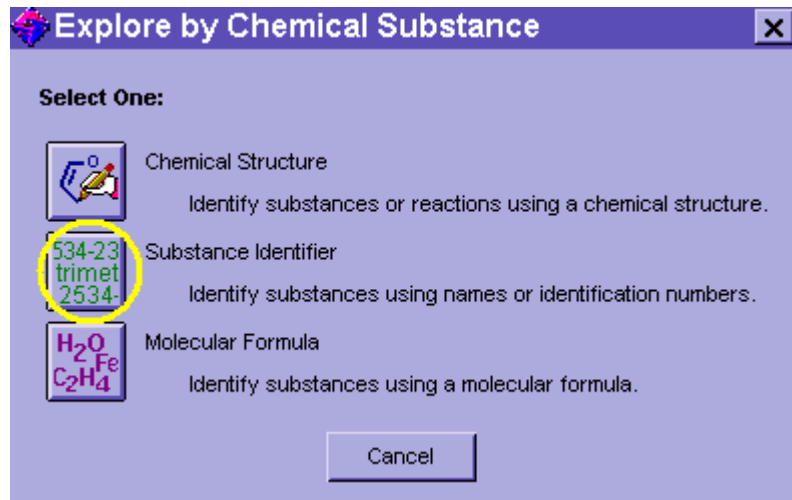 Explore by Chemical Substance
Select One:
Chemical Structure
Identify substances or reactions using a chemical structure.
534-23
trimet
2534-
Substance Identifier
Identify substances using names or identification numbers.
H₂O
Fe
C₂H₄
Molecular Formula
Identify substances using a molecular formula.
Cancel